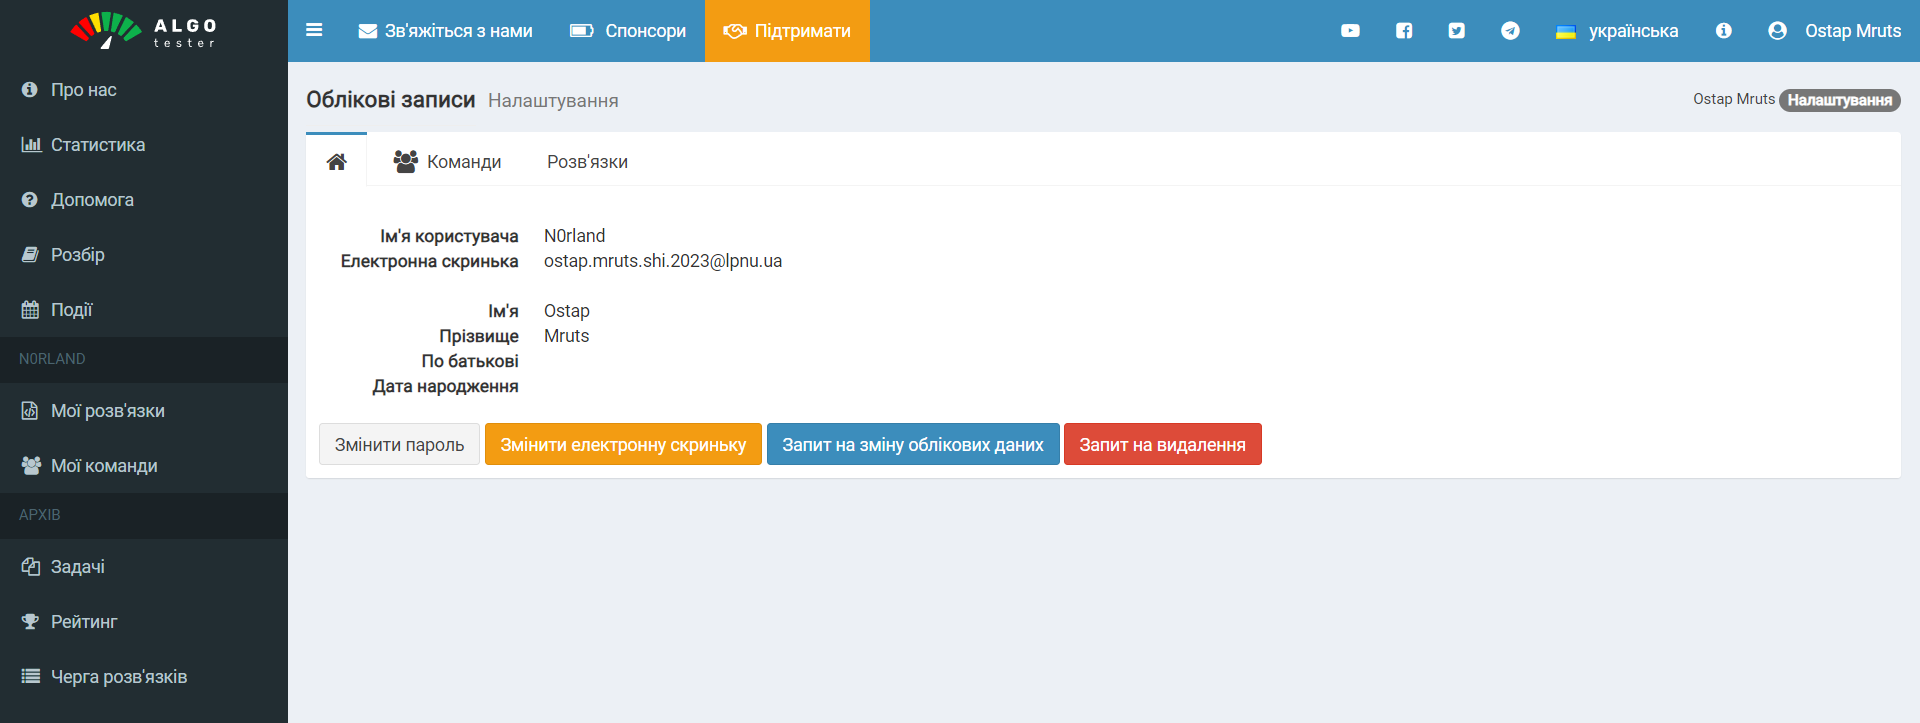 ALGO
tester
Зв'яжіться з нами
Спонсори
Підтримати
українська
Ostap Mruts
Про нас
Статистика
Допомога
Розбір
Події
N0RLAND
Мої розв'язки
Мої команди
АРХІВ
Задачі
Рейтинг
Черга розв'язків
Облікові записи Налаштування
Ostap Mruts Налаштування
Команди
Розв'язки
Ім'я користувача N0rland
Електронна скринька ostap.mruts.shi.2023@lpnu.ua
Ім'я Ostap
Прізвище Mruts
По батькові
Дата народження
Змінити пароль
Змінити електронну скриньку
Запит на зміну облікових даних
Запит на видалення